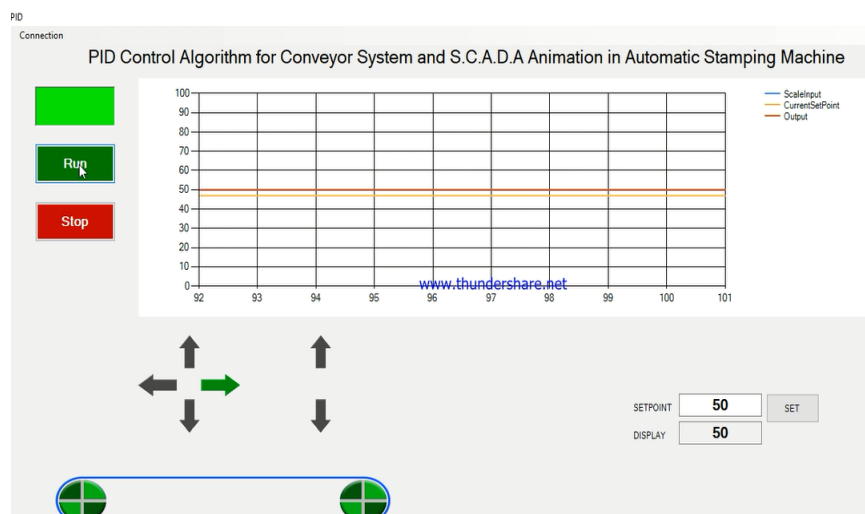 PID
Connection
PID Control Algorithm for Conveyor System and S.C.A.D.A Animation in Automatic Stamping Machine
Run
Stop
100
90
80
70
60
50
40
30
20
10
0
92 93 94 95 96 97 98 99 100 101
ScaleInput
CurrentSetPoint
Output
www.thundershare.net
SETPOINT 50 SET
DISPLAY 50